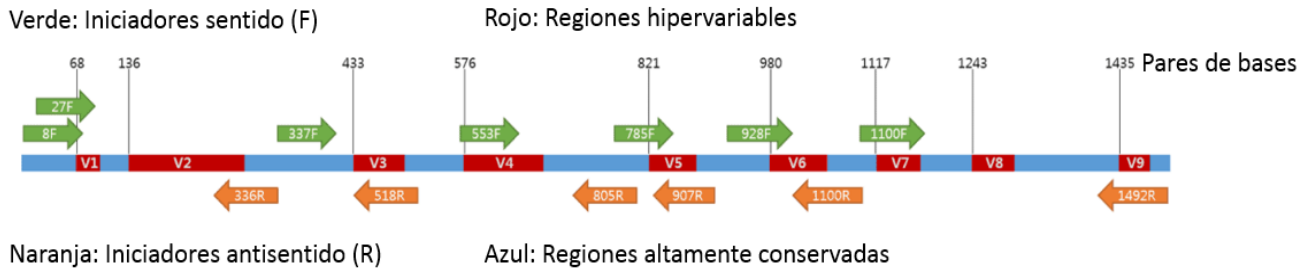 Verde: Iniciadores sentido (F) Rojo: Regiones hipervariables
68 136 433 576 821 980 1117 1243 1435 Pares de bases
27F
8F 337F 553F 785F 928F 1100F
V1 V2 V3 V4 V5 V6 V7 V8 V9
336R 518R 805R 907R 1100R 1492R
Naranja: Iniciadores antisentido (R) Azul: Regiones altamente conservadas